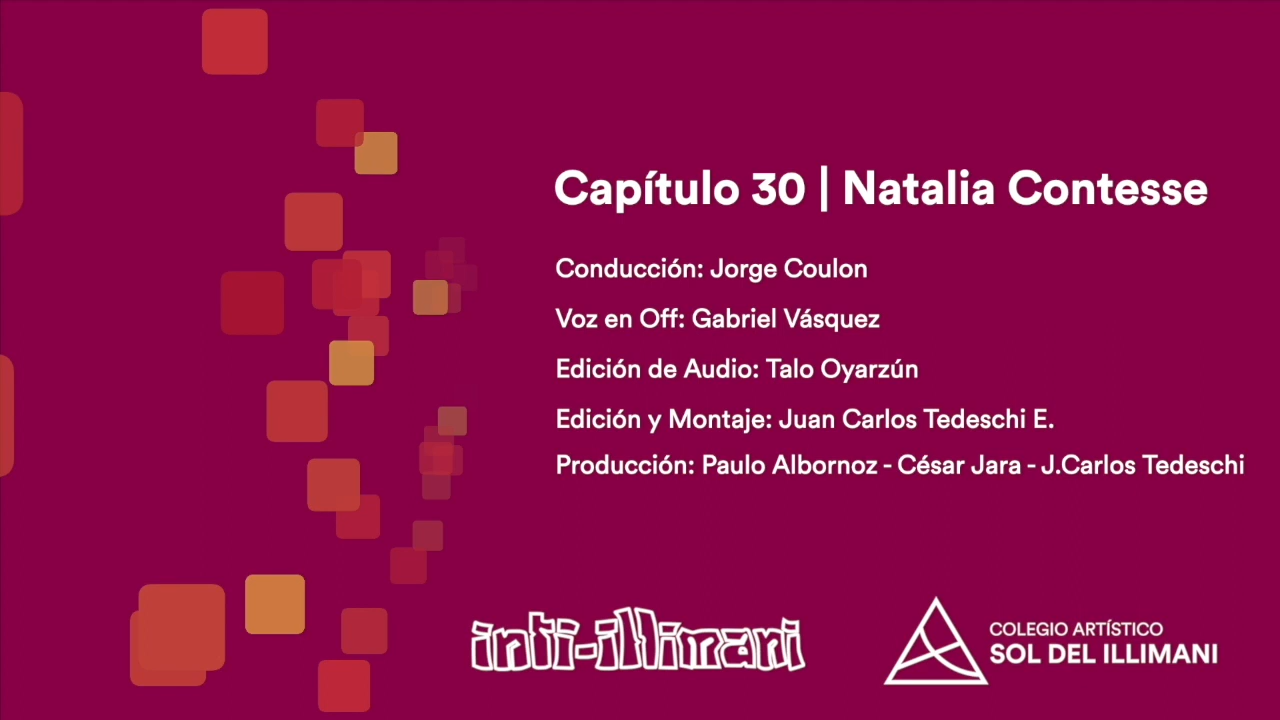 Capítulo 30 | Natalia Contesse
Conducción: Jorge Coulon
Voz en Off: Gabriel Vásquez
Edición de Audio: Talo Oyarzún
Edición y Montaje: Juan Carlos Tedeschi E.
Producción: Paulo Albornoz - César Jara - J.Carlos Tedeschi
inti-illimani
COLEGIO ARTÍSTICO
SOL DEL ILLIMANI